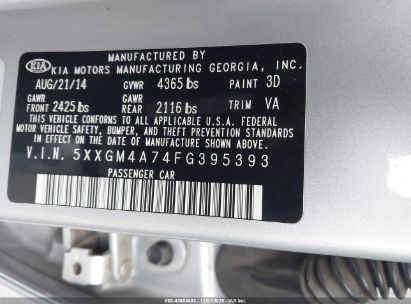 MANUFACTURED BY
KIA KIA MOTORS MANUFACTURING GEORGIA, INC.
AUG/21/14 GVWR 4365 lbs PAINT 3D
GAWR FRONT 2425 lbs GAWR REAR 2116 lbs TRIM VA
THIS VEHICLE CONFORMS TO ALL APPLICABLE U.S. FEDERAL
MOTOR VEHICLE SAFETY, BUMPER, AND THEFT PREVENTION STANDARDS
IN EFFECT ON THE DATE OF MANUFACTURE SHOWN ABOVE.
V.I.N. 5XXGM4A74FG395393
PASSENGER CAR